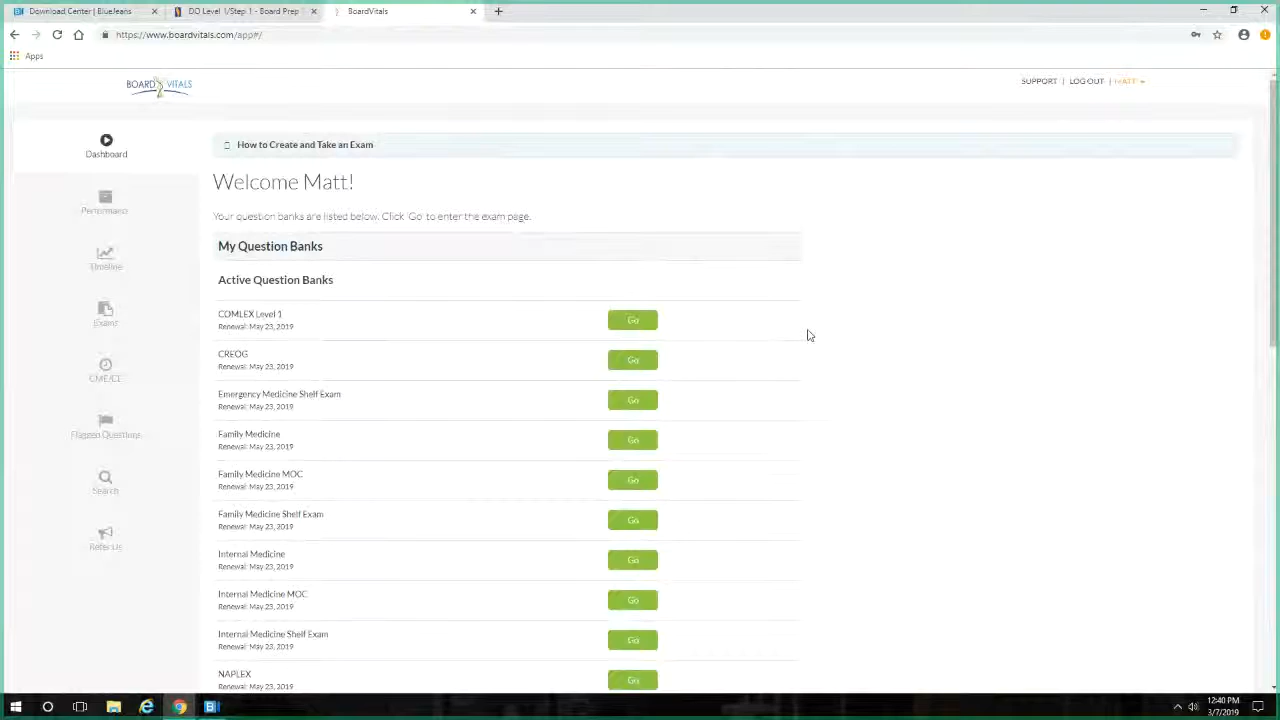 Download Center | BlueJeans
DO Level 1/Step 1 - Board Prep
BoardVitals
https://www.boardvitals.com/app#/
Apps
BOARD VITALS
SUPPORT | LOG OUT | MATT
Dashboard
How to Create and Take an Exam
Welcome Matt!
Performance
Your question banks are listed below. Click 'Go' to enter the exam page.
My Question Banks
Timeline
Active Question Banks
COMLEX Level 1
Renewal: May 23, 2019
Go
Exams
CREOG
Renewal: May 23, 2019
Go
CME/CE
Emergency Medicine Shelf Exam
Renewal: May 23, 2019
Go
Flagged Questions
Family Medicine
Renewal: May 23, 2019
Go
Family Medicine MOC
Renewal: May 23, 2019
Go
Search
Family Medicine Shelf Exam
Renewal: May 23, 2019
Go
Refer Us
Internal Medicine
Renewal: May 23, 2019
Go
Internal Medicine MOC
Renewal: May 23, 2019
Go
Internal Medicine Shelf Exam
Renewal: May 23, 2019
Go
NAPLEX
Renewal: May 23, 2019
Go
12:40 PM
3/7/2019